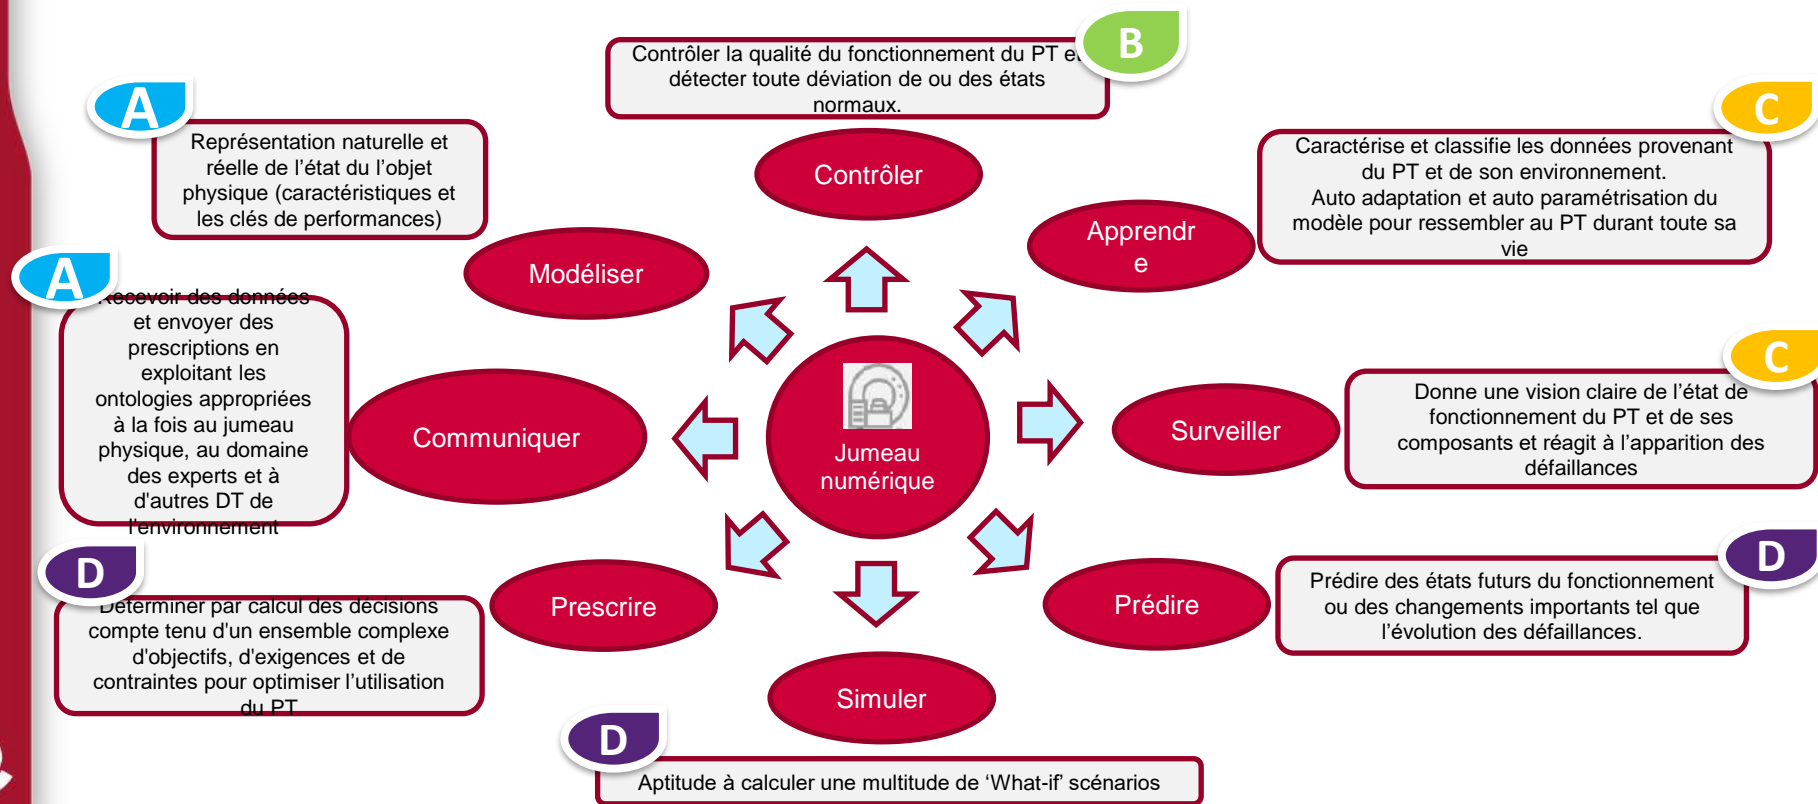 B
Contrôler la qualité du fonctionnement du PT et
détecter toute déviation de ou des états
normaux.
Contrôler
A
Représentation naturelle et
réelle de l'état du l'objet
physique (caractéristiques et
les clés de performances)
Modéliser
C
Caractérise et classifie les données provenant
du PT et de son environnement.
Auto adaptation et auto paramétrisation du
modèle pour ressembler au PT durant toute sa
vie
Apprendr
e
A
Recevoir des données
et envoyer des
prescriptions en
exploitant les
ontologies appropriées
à la fois au jumeau
physique, au domaine
des experts et à
d'autres DT de
l'environnement
Communiquer
Jumeau
numérique
Surveiller
C
Donne une vision claire de l'état de
fonctionnement du PT et de ses
composants et réagit à l'apparition des
défaillances
D
Déterminer par calcul des décisions
compte tenu d'un ensemble complexe
d'objectifs, d'exigences et de
contraintes pour optimiser l'utilisation
du PT
Prescrire
Prédire
D
Prédire des états futurs du fonctionnement
ou des changements importants tel que
l'évolution des défaillances.
Simuler
D
Aptitude à calculer une multitude de ‘What-if’ scénarios